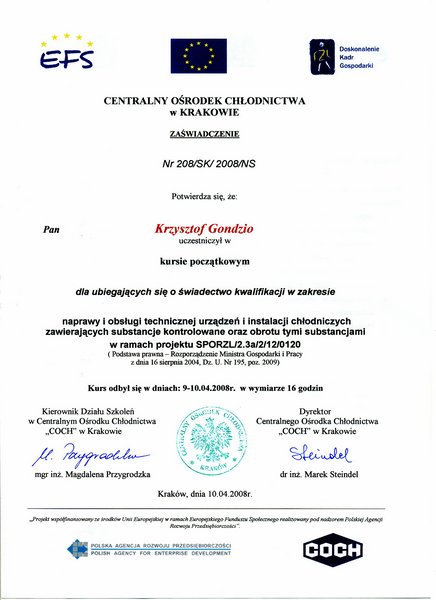 EFS
Doskonalenie
Kadr
Gospodarki
CENTRALNY OŚRODEK CHŁODNICTWA
w KRAKOWIE
ZAŚWIADCZENIE
Nr 208/SK/ 2008/NS
Potwierdza się, że:
Pan Krzysztof Gondzio
uczestniczył w
kursie początkowym
dla ubiegających się o świadectwo kwalifikacji w zakresie
naprawy i obsługi technicznej urządzeń i instalacji chłodniczych
zawierających substancje kontrolowane oraz obrotu tymi substancjami
w ramach projektu SPORZL/2.3a/2/12/0120
( Podstawa prawna – Rozporządzenie Ministra Gospodarki i Pracy
z dnia 16 sierpnia 2004, Dz. U. Nr 195, poz. 2009)
Kurs odbył się w dniach: 9-10.04.2008r. w wymiarze 16 godzin
Kierownik Działu Szkoleń
w Centralnym Ośrodku Chłodnictwa
„COCH” w Krakowie
M. Przygrodzka
mgr inż. Magdalena Przygrodzka
CENTRALNY OŚRODEK CHŁODNICTWA
KRAKÓW
Dyrektor
Centralnego Ośrodka Chłodnictwa
„COCH” w Krakowie
Steindel
dr inż. Marek Steindel
Kraków, dnia 10.04.2008r.
„Projekt współfinansowany ze środków Unii Europejskiej w ramach Europejskiego Funduszu Społecznego realizowany pod nadzorem Polskiej Agencji
Rozwoju Przedsiębiorczości”.
POLSKA AGENCJA ROZWOJU PRZEDSIĘBIORCZOŚCI
POLISH AGENCY FOR ENTERPRISE DEVELOPMENT
COCH